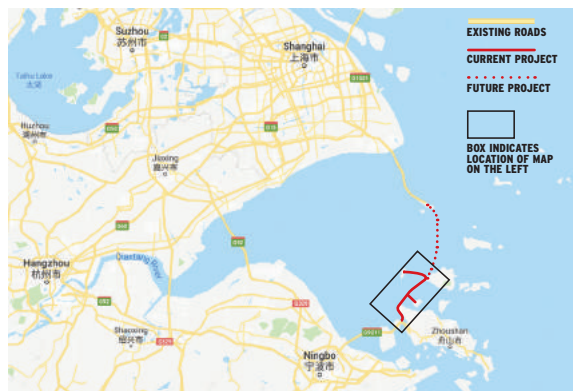 Suzhou
苏州市
Shanghai
上海市
Taihu Lake
太湖
Huzhou
湖州市
Jiaxing
嘉兴市
Hangzhou
杭州市
Qiantang
River
Shaoxing
绍兴市
Ningbo
宁波市
Zhoushan
舟山市
EXISTING ROADS
CURRENT PROJECT
FUTURE PROJECT
BOX INDICATES
LOCATION OF MAP
ON THE LEFT